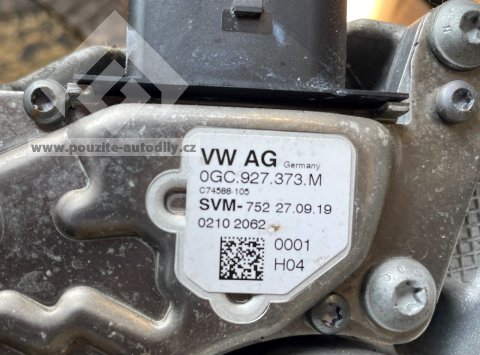 www.pouzite-autodily.cz
VW AG Germany
0GC.927.373.M
C74588-105
SVM-752 27.09.19
0210 2062
0001
H04